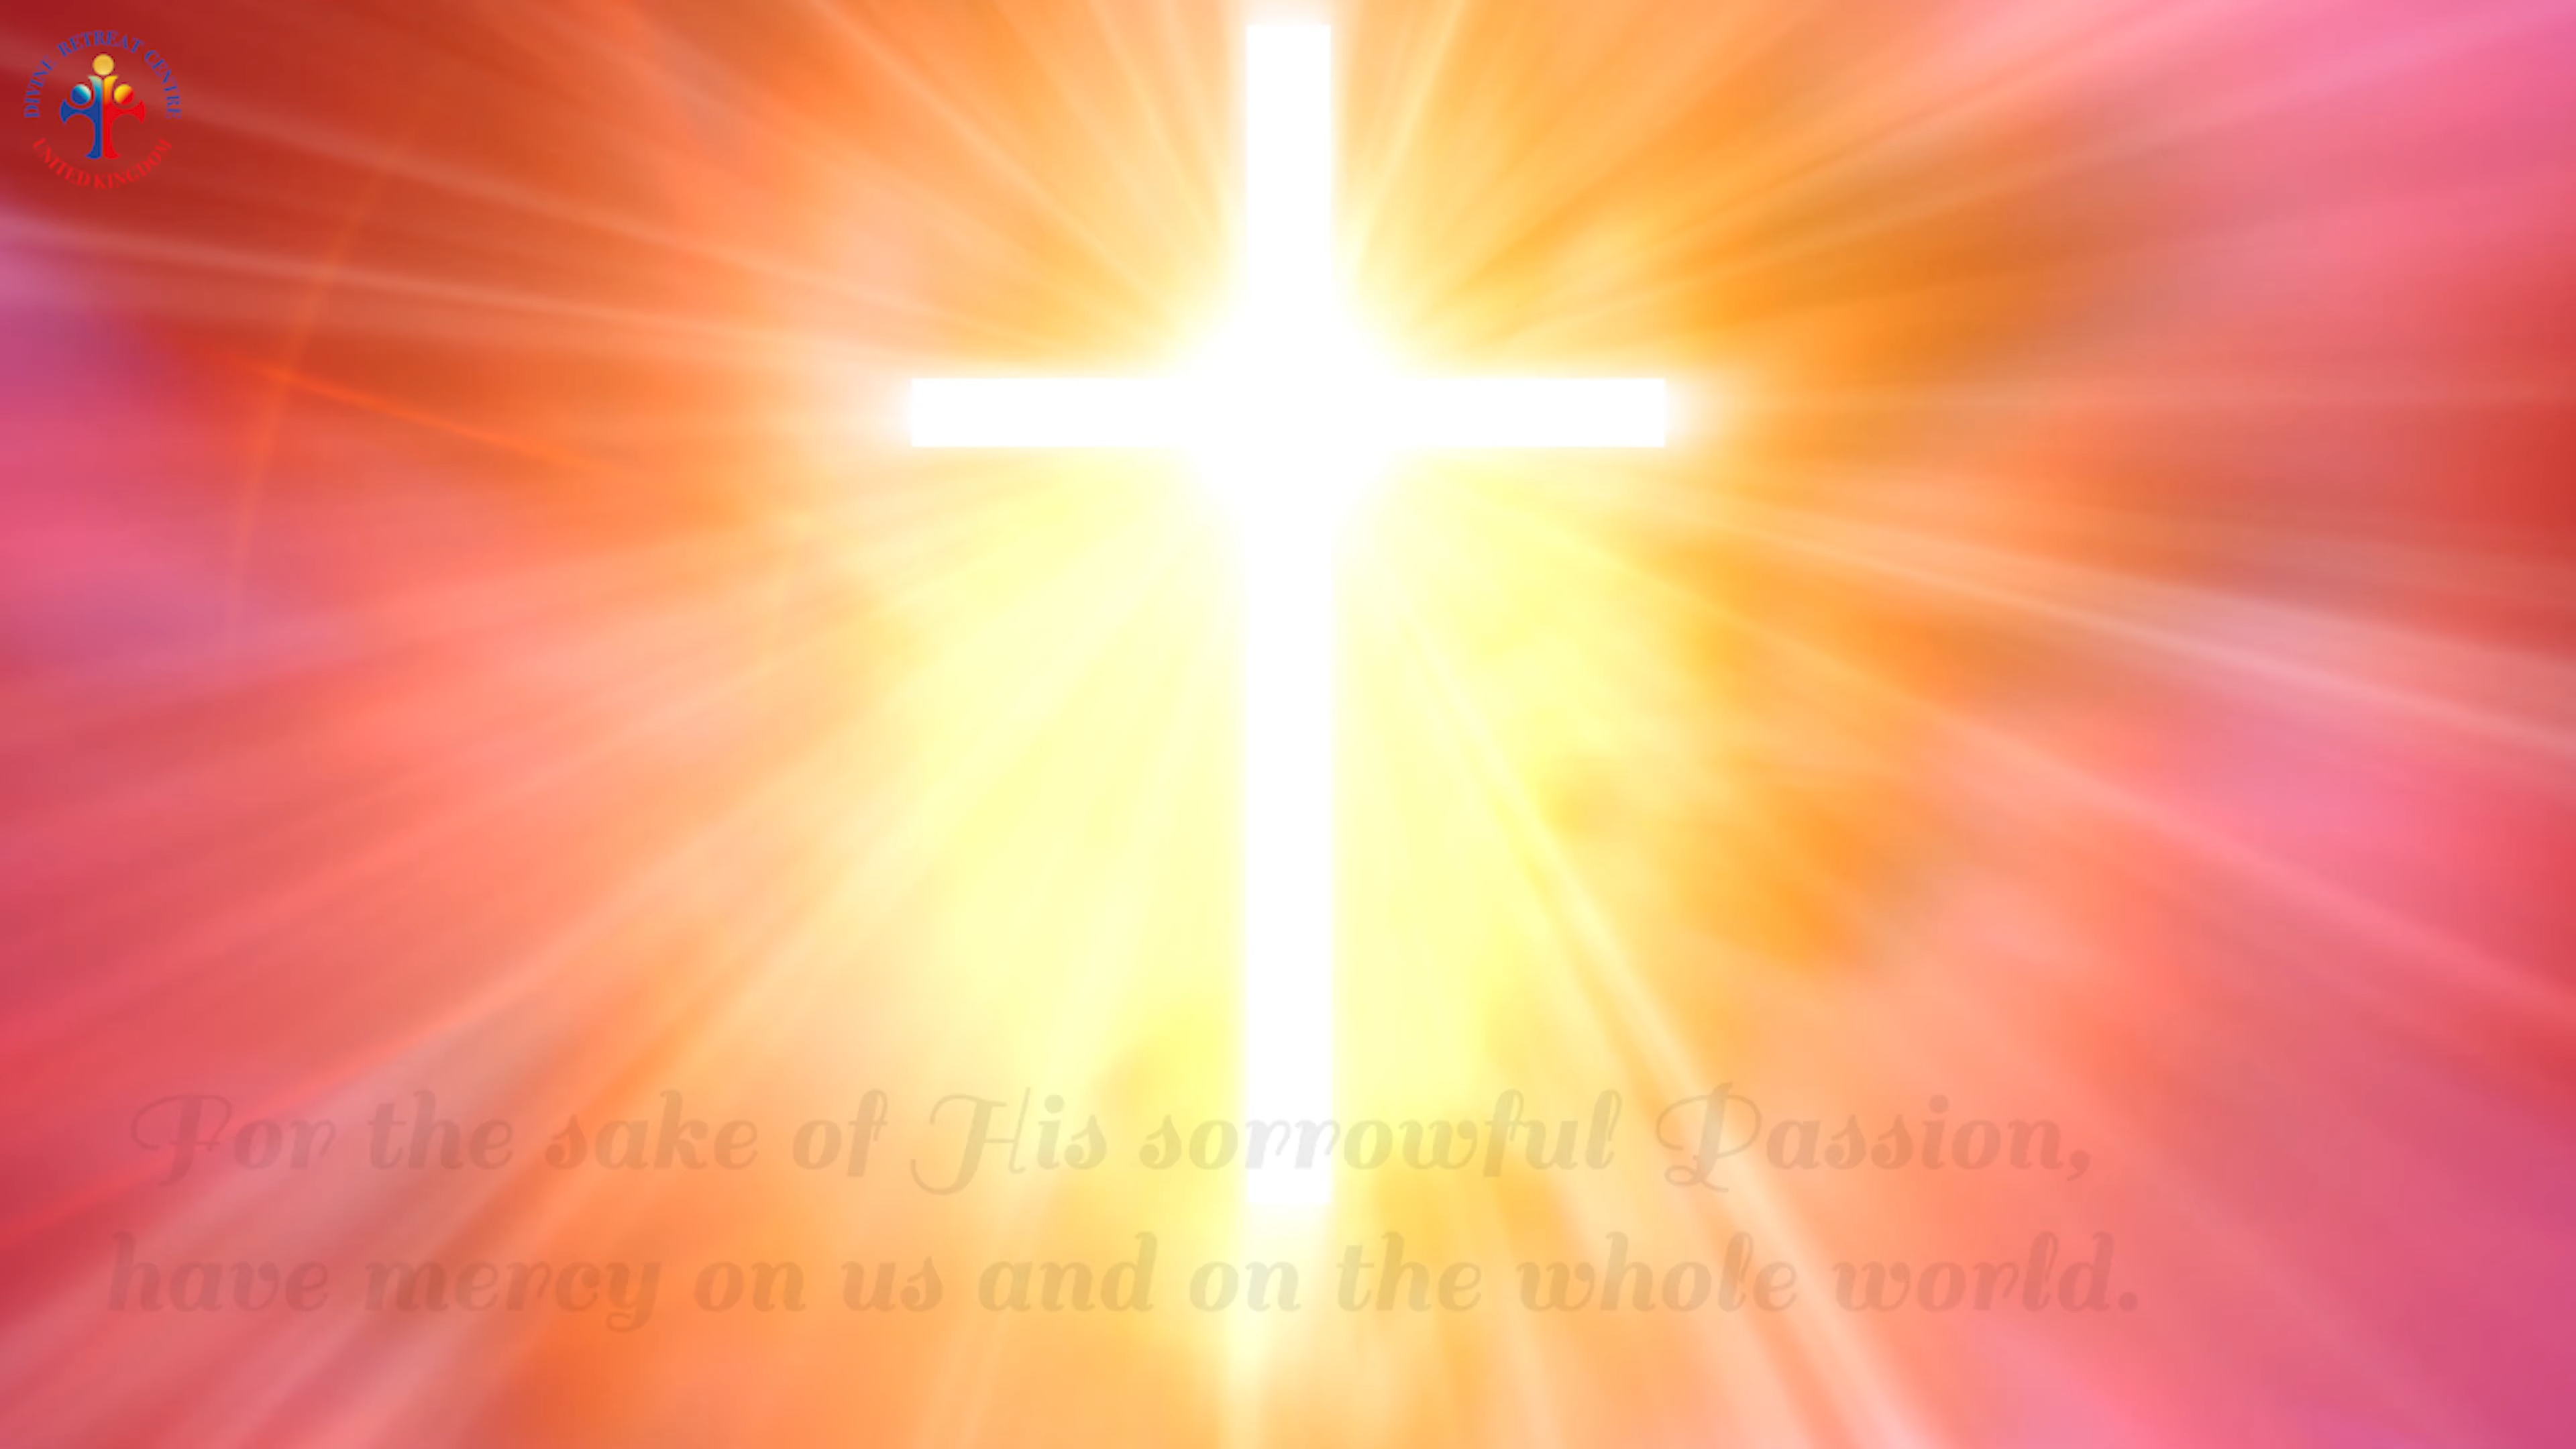 DIVINE RETREAT CENTRE
UNITED KINGDOM
For the sake of His sorrowful Passion,
have mercy on us and on the whole world.